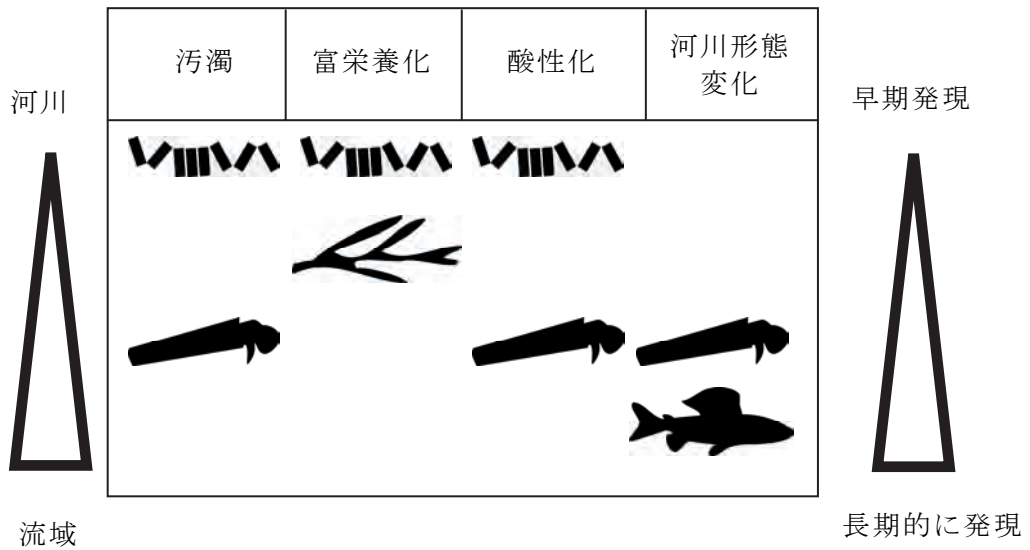 汚濁
富栄養化
酸性化
河川形態
変化
河川
早期発現
流域
長期的に発現